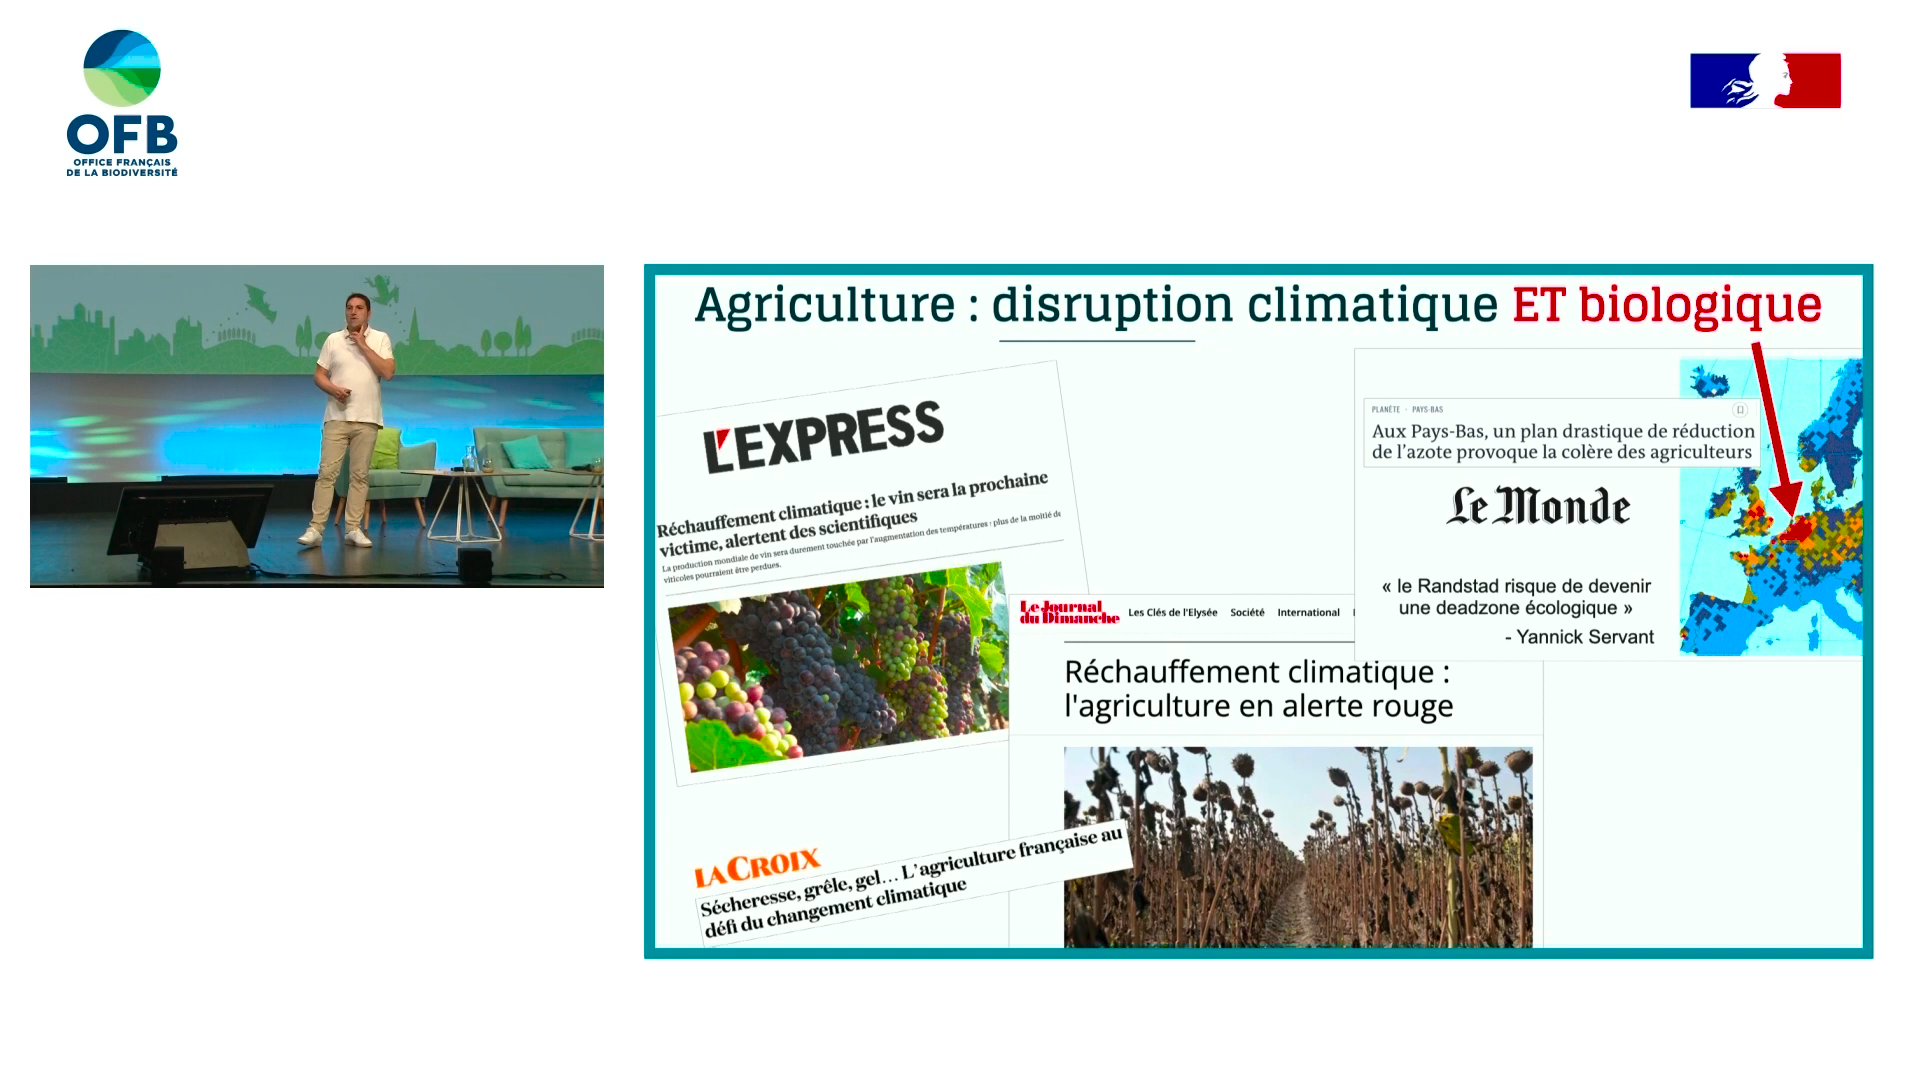 OFB
OFFICE FRANÇAIS
DE LA BIODIVERSITÉ
Agriculture : disruption climatique ET biologique
L'EXPRESS
Réchauffement climatique : le vin sera la prochaine
victime, alertent des scientifiques
La production mondiale de vin sera durement touchée par l'augmentation des températures : plus de la moitié de
viticoles pourraient être perdues.
PLANÈTE · PAYS-BAS
Aux Pays-Bas, un plan drastique de réduction
de l'azote provoque la colère des agriculteurs
Le Monde
« le Randstad risque de devenir
une deadzone écologique »
- Yannick Servant
Le Journal
du Dimanche
Les Clés de l'Elysée Société International
Réchauffement climatique :
l'agriculture en alerte rouge
LA CROIX
Sécheresse, grêle, gel… L'agriculture française au
défi du changement climatique